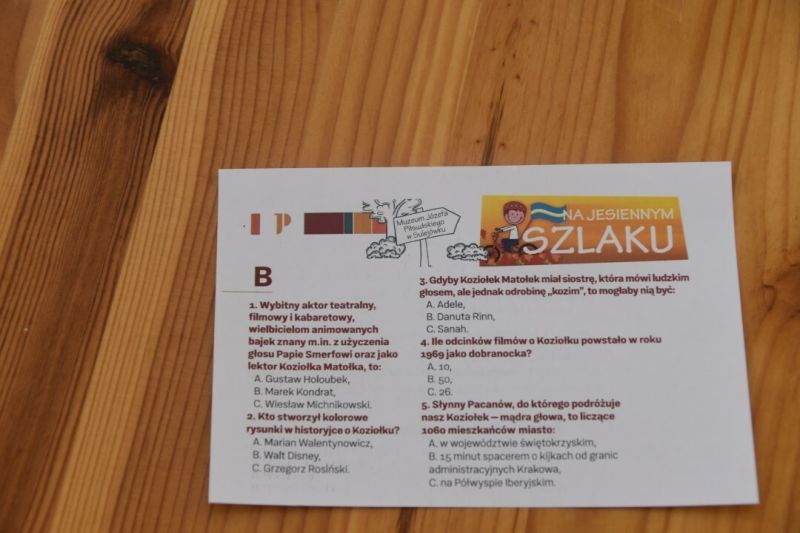 IP
Muzeum Józefa
Piłsudskiego
w Sulejówku
NA JESIENNYM
SZLAKU
B
1. Wybitny aktor teatralny,
filmowy i kabaretowy,
wielbicielom animowanych
bajek znany m.in. z użyczenia
głosu Papie Smerfowi oraz jako
lektor Koziołka Matołka, to:
A. Gustaw Holoubek,
B. Marek Kondrat,
C. Wiesław Michnikowski.
2. Kto stworzył kolorowe
rysunki w historyjce o Koziołku?
A. Marian Walentynowicz,
B. Walt Disney,
C. Grzegorz Rosiński.
3. Gdyby Koziołek Matołek miał siostrę, która mówi ludzkim
głosem, ale jednak odrobinę „kozim”, to mogłaby nią być:
A. Adele,
B. Danuta Rinn,
C. Sanah.
4. Ile odcinków filmów o Koziołku powstało w roku
1969 jako dobranocka?
A. 10,
B. 50,
C. 26.
5. Słynny Pacanów, do którego podróżuje
nasz Koziołek – mądra głowa, to liczące
1060 mieszkańców miasto:
A. w województwie świętokrzyskim,
B. 15 minut spacerem o kijkach od granic
administracyjnych Krakowa,
C. na Półwyspie Iberyjskim.